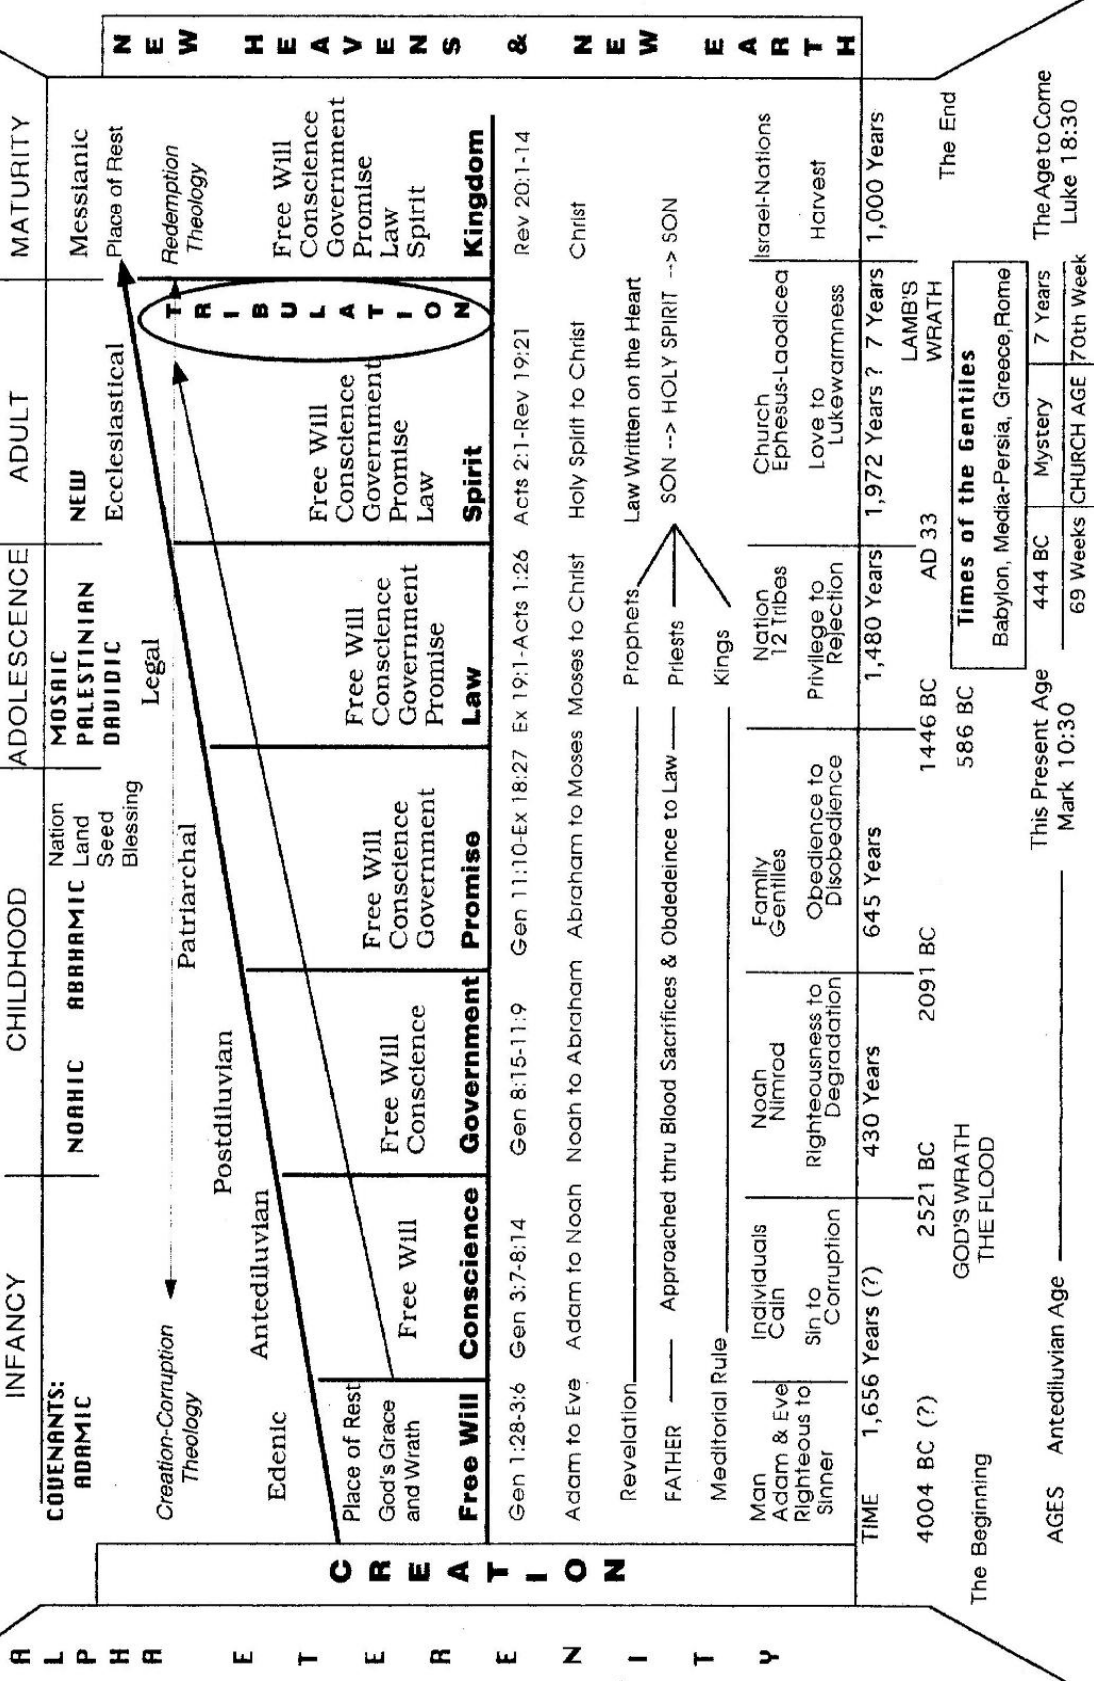 ALPHA ETERENITY
CREATION
INFANCY CHILDHOOD ADOLESCENCE ADULT MATURITY
COVENANTS:
ADAMIC
NOAHIC ABRAHAMIC
Nation
Land
Seed
Blessing
MOSAIC
PALESTINIAN
DAVIDIC
NEW
Messianic
Place of Rest
Edenic Antediluvian Postdiluvian Patriarchal Legal Ecclesiastical
Creation-Corruption
Theology
Redemption
Theology
Place of Rest
God's Grace
and Wrath
Free Will
Free Will
Conscience
Free Will
Conscience
Government
Free Will
Conscience
Government
Promise
Free Will
Conscience
Government
Promise
Law
TRIBULATION
Free Will
Conscience
Government
Promise
Law
Spirit
Free Will Conscience Government Promise Law Spirit Kingdom
Gen 1:28-3:6 Gen 3:7-8:14 Gen 8:15-11:9 Gen 11:10-Ex 18:27 Ex 19:1-Acts 1:26 Acts 2:1-Rev 19:21 Rev 20:1-14
Adam to Eve Adam to Noah Noah to Abraham Abraham to Moses Moses to Christ Holy Spirit to Christ Christ
Revelation Prophets Law Written on the Heart
FATHER Approached thru Blood Sacrifices & Obdedeince to Law Priests SON --> HOLY SPIRIT --> SON
Meditorial Rule Kings
Man
Adam & Eve
Righteous to
Sinner
Individuals
Cain
Sin to
Corruption
Noah
Nimrod
Righteousness to
Degradation
Family
Gentiles
Obedience to
Disobedience
Nation
12 Tribes
Privilege to
Rejection
Church
Ephesus-Laodicea
Love to
Lukewarmness
Israel-Nations
Harvest
TIME 1,656 Years (?) 430 Years 645 Years 1,480 Years 1,972 Years ? 7 Years 1,000 Years
4004 BC (?) 2521 BC 2091 BC 1446 BC AD 33
LAMB'S
WRATH
The End
The Beginning
GOD'S WRATH
THE FLOOD
586 BC
Times of the Gentiles
Babylon, Media-Persia, Greece,Rome
444 BC Mystery 7 Years
69 Weeks CHURCH AGE 70th Week
AGES Antediluvian Age
This Present Age
Mark 10:30
The Age to Come
Luke 18:30
NEW HEAVENS & NEW EARTH